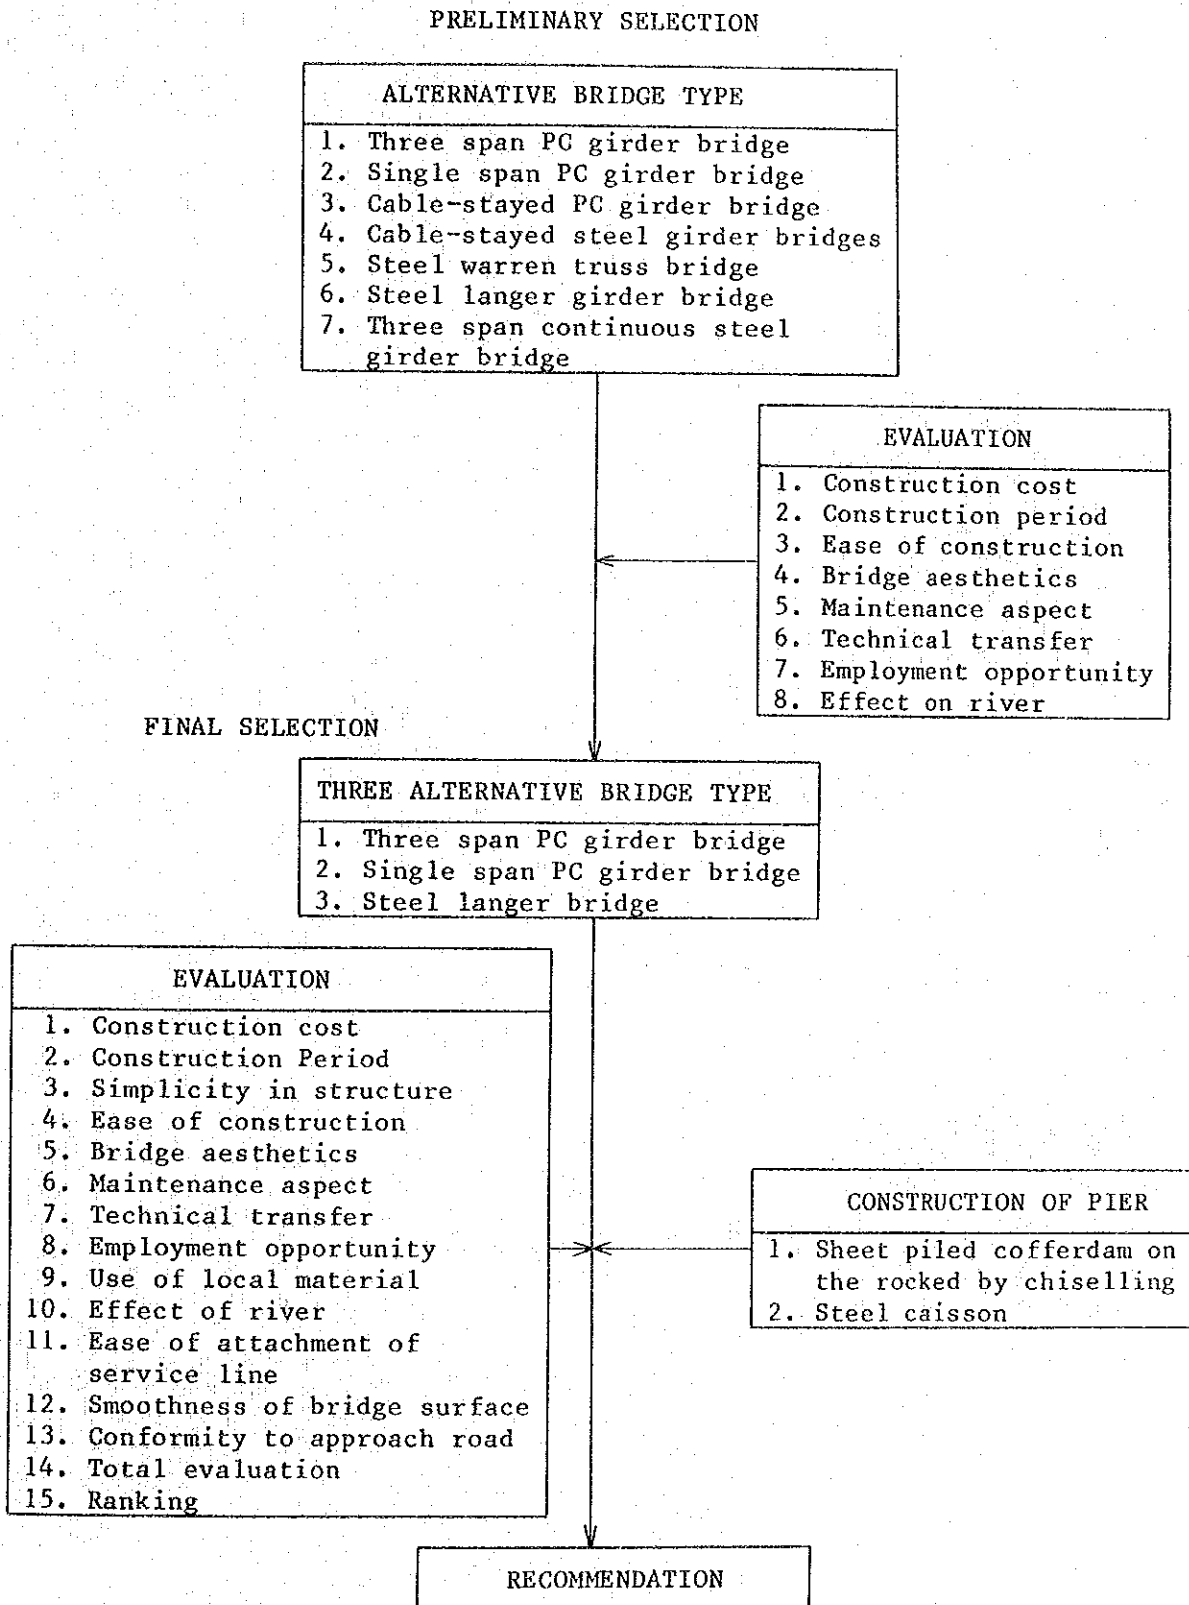 PRELIMINARY SELECTION
ALTERNATIVE BRIDGE TYPE
1. Three span PC girder bridge
2. Single span PC girder bridge
3. Cable-stayed PC girder bridge
4. Cable-stayed steel girder bridges
5. Steel warren truss bridge
6. Steel langer girder bridge
7. Three span continuous steel
girder bridge
EVALUATION
1. Construction cost
2. Construction period
3. Ease of construction
4. Bridge aesthetics
5. Maintenance aspect
6. Technical transfer
7. Employment opportunity
8. Effect on river
FINAL SELECTION
THREE ALTERNATIVE BRIDGE TYPE
1. Three span PC girder bridge
2. Single span PC girder bridge
3. Steel langer bridge
EVALUATION
1. Construction cost
2. Construction Period
3. Simplicity in structure
4. Ease of construction
5. Bridge aesthetics
6. Maintenance aspect
7. Technical transfer
8. Employment opportunity
9. Use of local material
10. Effect of river
11. Ease of attachment of
service line
12. Smoothness of bridge surface
13. Conformity to approach road
14. Total evaluation
15. Ranking
CONSTRUCTION OF PIER
1. Sheet piled cofferdam on
the rocked by chiselling
2. Steel caisson
RECOMMENDATION